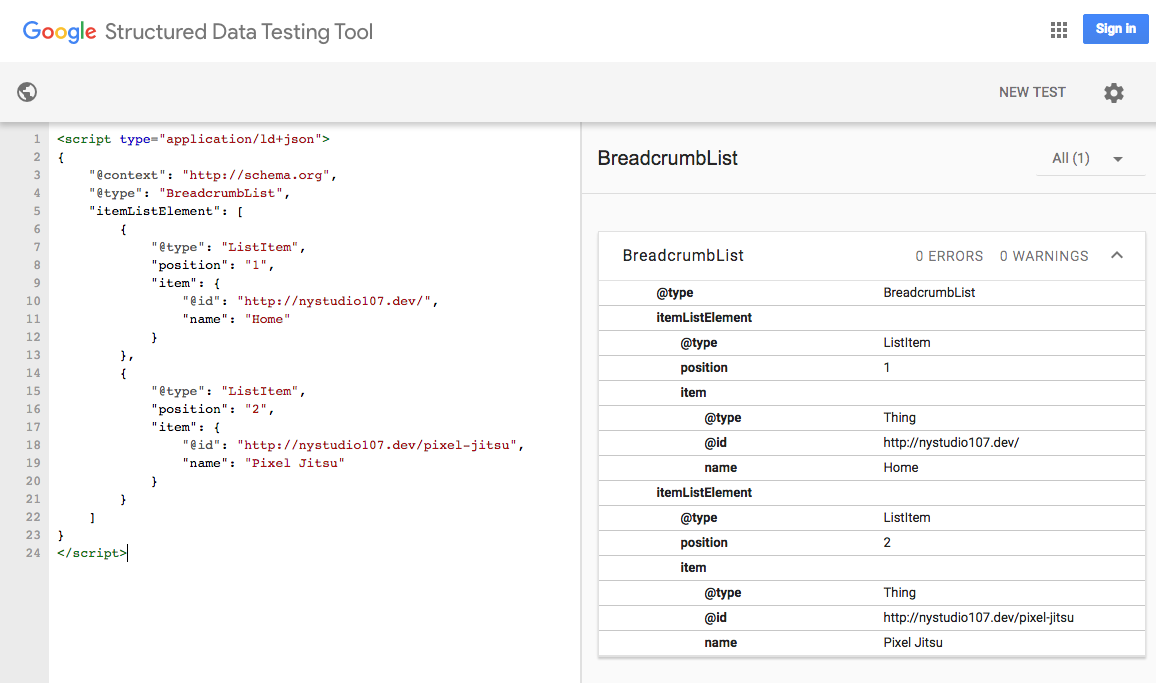 Google Structured Data Testing Tool
Sign in
NEW TEST
1 <script type="application/ld+json">
2 {
3     "@context": "http://schema.org",
4     "@type": "BreadcrumbList",
5     "itemListElement": [
6         {
7             "@type": "ListItem",
8             "position": "1",
9             "item": {
10                 "@id": "http://nystudio107.dev/",
11                 "name": "Home"
12             }
13         },
14         {
15             "@type": "ListItem",
16             "position": "2",
17             "item": {
18                 "@id": "http://nystudio107.dev/pixel-jitsu",
19                 "name": "Pixel Jitsu"
20             }
21         }
22     ]
23 }
24 </script>
BreadcrumbList All (1)
BreadcrumbList 0 ERRORS 0 WARNINGS
@type BreadcrumbList
itemListElement
@type ListItem
position 1
item
@type Thing
@id http://nystudio107.dev/
name Home
itemListElement
@type ListItem
position 2
item
@type Thing
@id http://nystudio107.dev/pixel-jitsu
name Pixel Jitsu